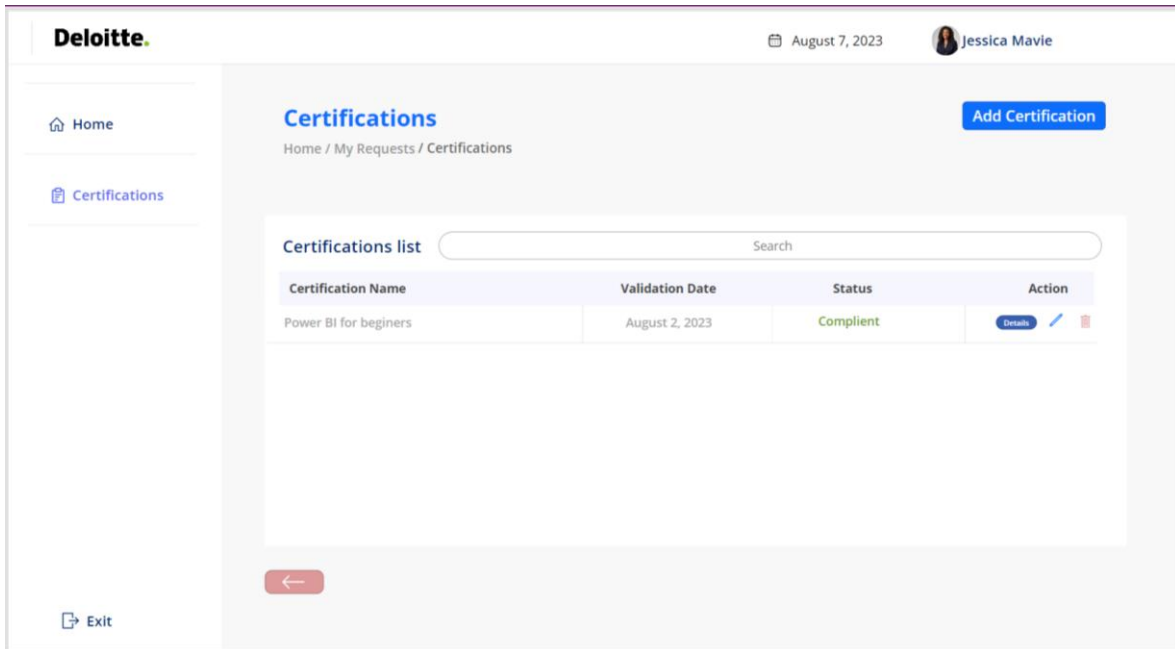 Deloitte.
August 7, 2023
Jessica Mavie
Home
Certifications
Certifications
Add Certification
Home / My Requests / Certifications
Certifications list
Search
Certification Name Validation Date Status Action
Power BI for beginers August 2, 2023 Complient Details
Exit